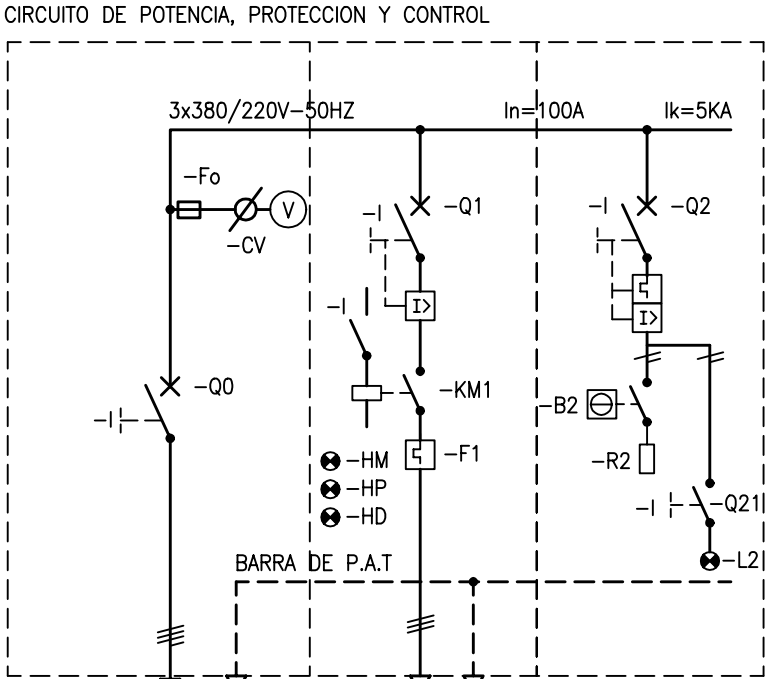 CIRCUITO DE POTENCIA, PROTECCION Y CONTROL
3x380/220V-50HZ In=100A Ik=5KA
-Fo
V
-CV
-I -Q1
-I -Q2
I>
I>
-I
-Q0
-KM1
-B2
-I
-HM -F1
-R2
-HP
-HD
-I -Q21
BARRA DE P.A.T
-L2